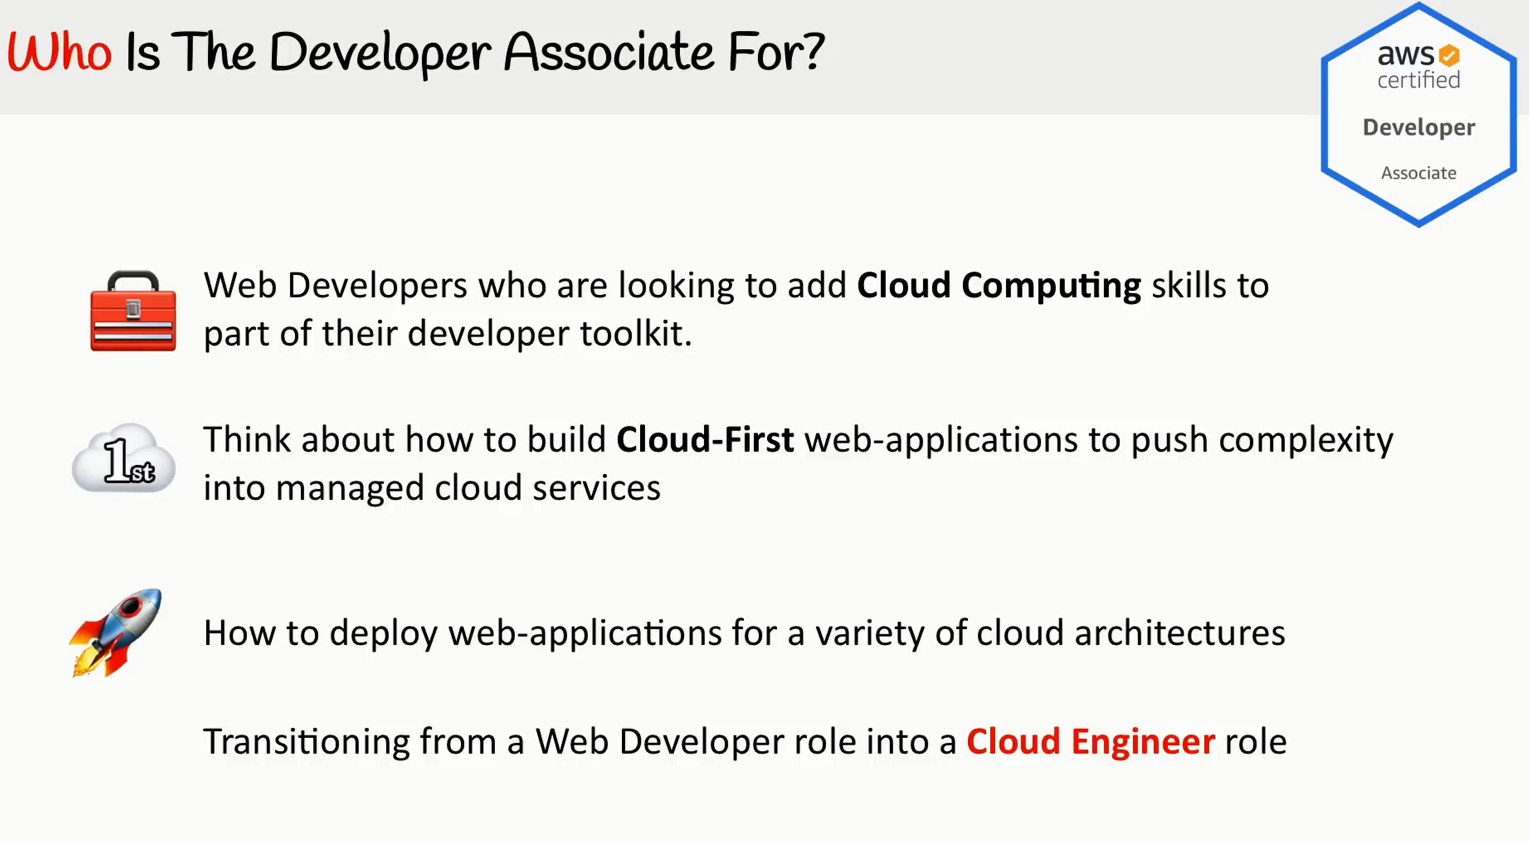 Who Is The Developer Associate For?
aws
certified
Developer
Associate
Web Developers who are looking to add Cloud Computing skills to
part of their developer toolkit.
1st
Think about how to build Cloud-First web-applications to push complexity
into managed cloud services
How to deploy web-applications for a variety of cloud architectures
Transitioning from a Web Developer role into a Cloud Engineer role